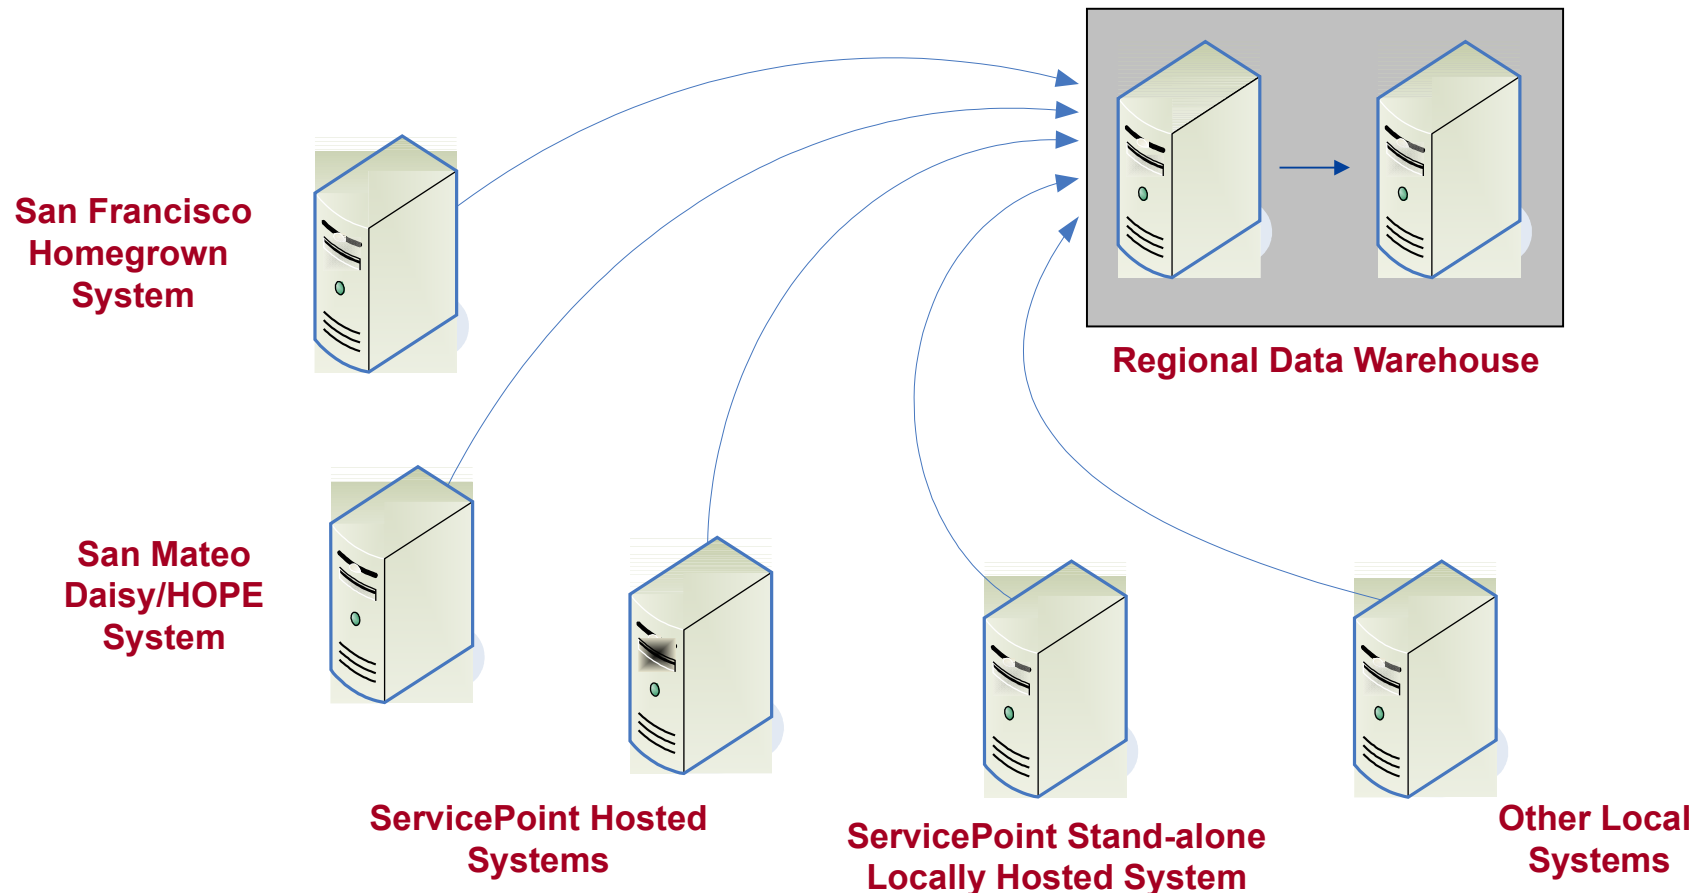 San Francisco
Homegrown
System
Regional Data Warehouse
San Mateo
Daisy/HOPE
System
ServicePoint Hosted
Systems
ServicePoint Stand-alone
Locally Hosted System
Other Local
Systems